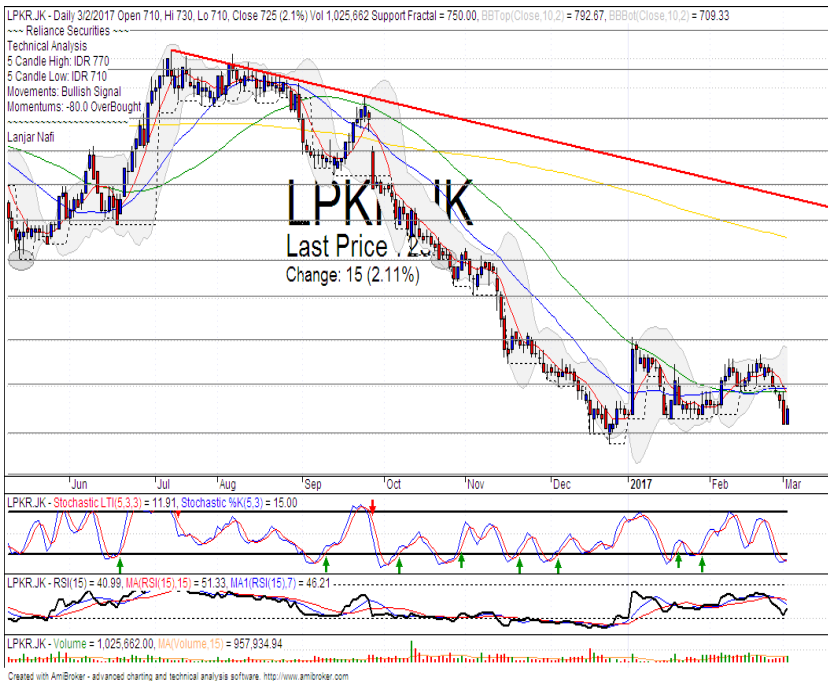 LPKR.JK - Daily 3/2/2017 Open 710, Hi 730, Lo 710, Close 725 (2.1%) Vol 1,025,662 Support Fractal = 750.00, BBTop(Close,10,2) = 792.67, BBBot(Close,10,2) = 709.33
~~~ Reliance Securities ~~~
Technical Analysis
5 Candle High: IDR 770
5 Candle Low: IDR 710
Movements: Bullish Signal
Momentums: -80.0 OverBought
Lanjar Nafi
Last Price
Change: 15 (2.11%)
Jun Jul Aug Sep Oct Nov Dec 2017 Feb Mar
LPKR.JK - Stochastic LTI(5,3,3) = 11.91, Stochastic %K(5,3) = 15.00
LPKR.JK - RSI(15) = 40.99, MA(RSI(15),15) = 51.33, MA1(RSI(15),7) = 46.21
LPKR.JK - Volume = 1,025,662.00, MA(Volume,15) = 957,934.94
Created with AmiBroker - advanced charting and technical analysis software. http://www.amibroker.com